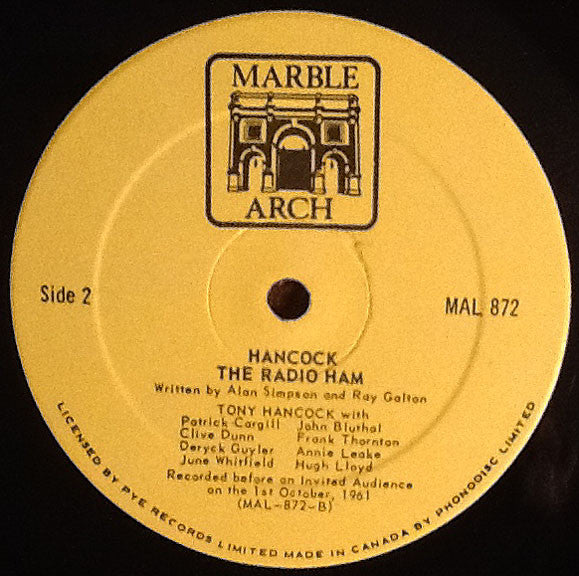 MARBLE
ARCH
Side 2
MAL 872
HANCOCK
THE RADIO HAM
Written by Alan Simpson and Ray Galton
TONY HANCOCK with
Patrick Cargill John Bluthal
Clive Dunn Frank Thornton
Deryck Guyler Annie Leake
June Whitfield Hugh Lloyd
Recorded before an Invited Audience
on the 1st October, 1961
(MAL-872-B)
LICENSED BY PYE RECORDS LIMITED MADE IN CANADA BY PHONODISC LIMITED